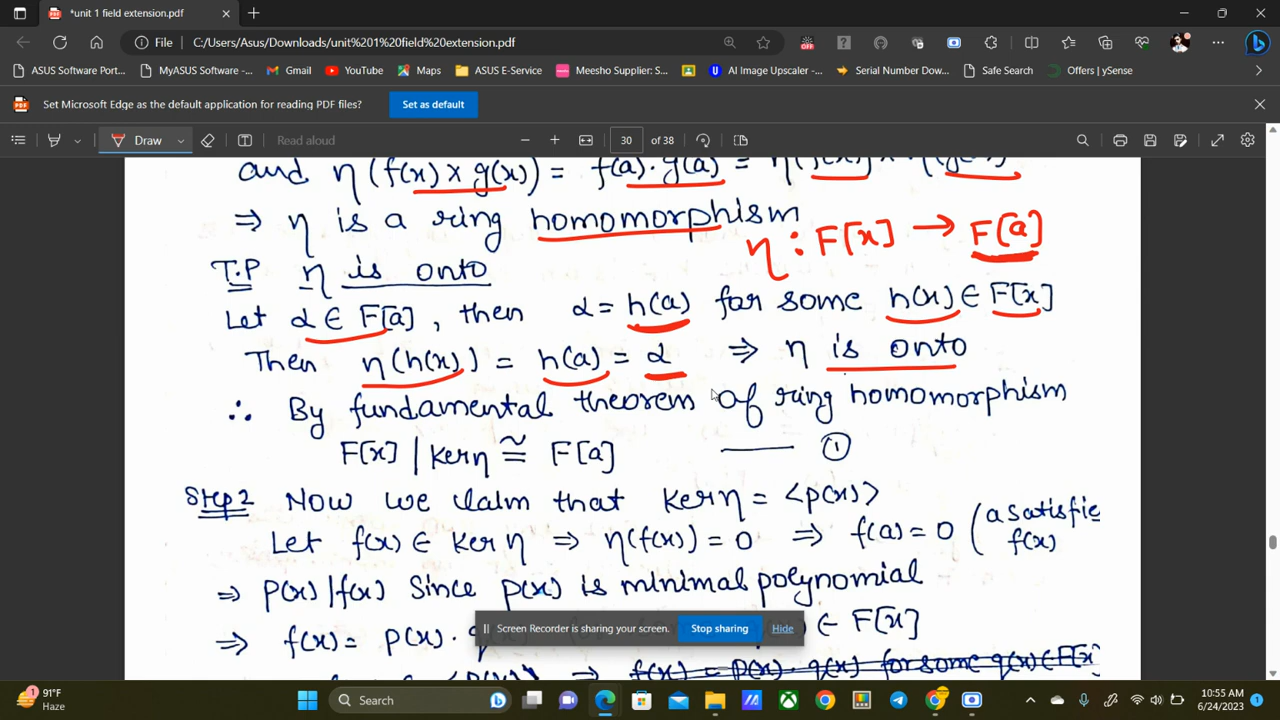 *unit 1 field extension.pdf
File C:/Users/Asus/Downloads/unit%201%20field%20extension.pdf
ASUS Software Port... MyASUS Software -... Gmail YouTube Maps ASUS E-Service Meesho Supplier: S... AI Image Upscaler -... Serial Number Dow... Safe Search Offers | ySense
Set Microsoft Edge as the default application for reading PDF files? Set as default
Draw Read aloud 30 of 38
and η(f(x) x g(x)) = f(a).g(a) =
⇒ η is a ring homomorphism
η : F[x] → F[a]
T.P η is onto
Let α ∈ F[a], then α = h(a) for some h(x) ∈ F[x]
Then η(h(x)) = h(a) = α ⇒ η is onto
∴ By fundamental theorem of ring homomorphism
F[x] | kerη ≅ F[a] —— ①
Step2 Now we claim that kerη = <p(x)>
Let f(x) ∈ Ker η ⇒ η(f(x)) = 0 ⇒ f(a) = 0 (a satisfie
f(x)
⇒ p(x)|f(x) Since p(x) is minimal polynomial
⇒ f(x) = p(x). ∈ F[x]
⇒ f(x) = p(x). q(x) for some q(x) ∈ F[x]
Screen Recorder is sharing your screen. Stop sharing Hide
91°F
Haze
Search
10:55 AM
6/24/2023